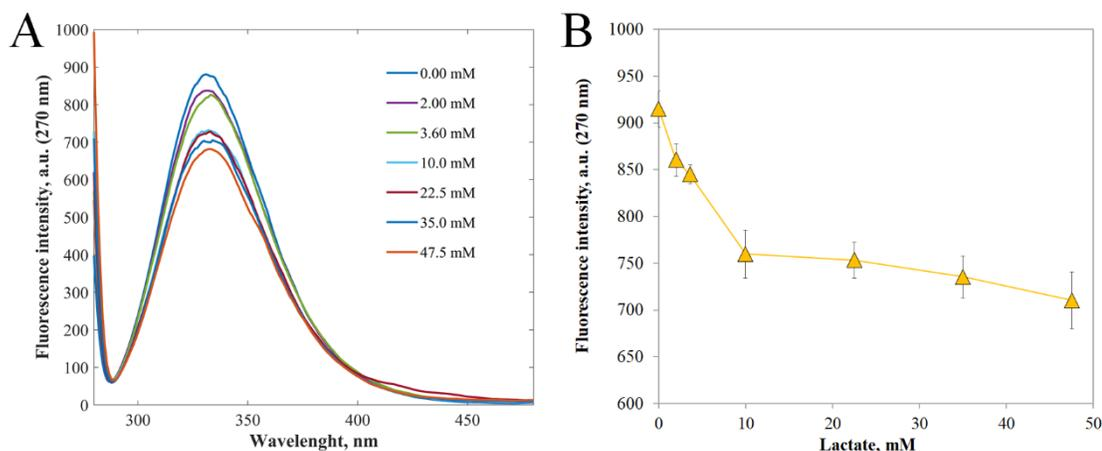 A
Fluorescence intensity, a.u. (270 nm)
1000
900
800
700
600
500
400
300
200
100
0
300
350
400
450
Wavelenght, nm
0.00 mM
2.00 mM
3.60 mM
10.0 mM
22.5 mM
35.0 mM
47.5 mM
B
Fluorescence intensity, a.u. (270 nm)
1000
950
900
850
800
750
700
650
600
0
10
20
30
40
50
Lactate, mM